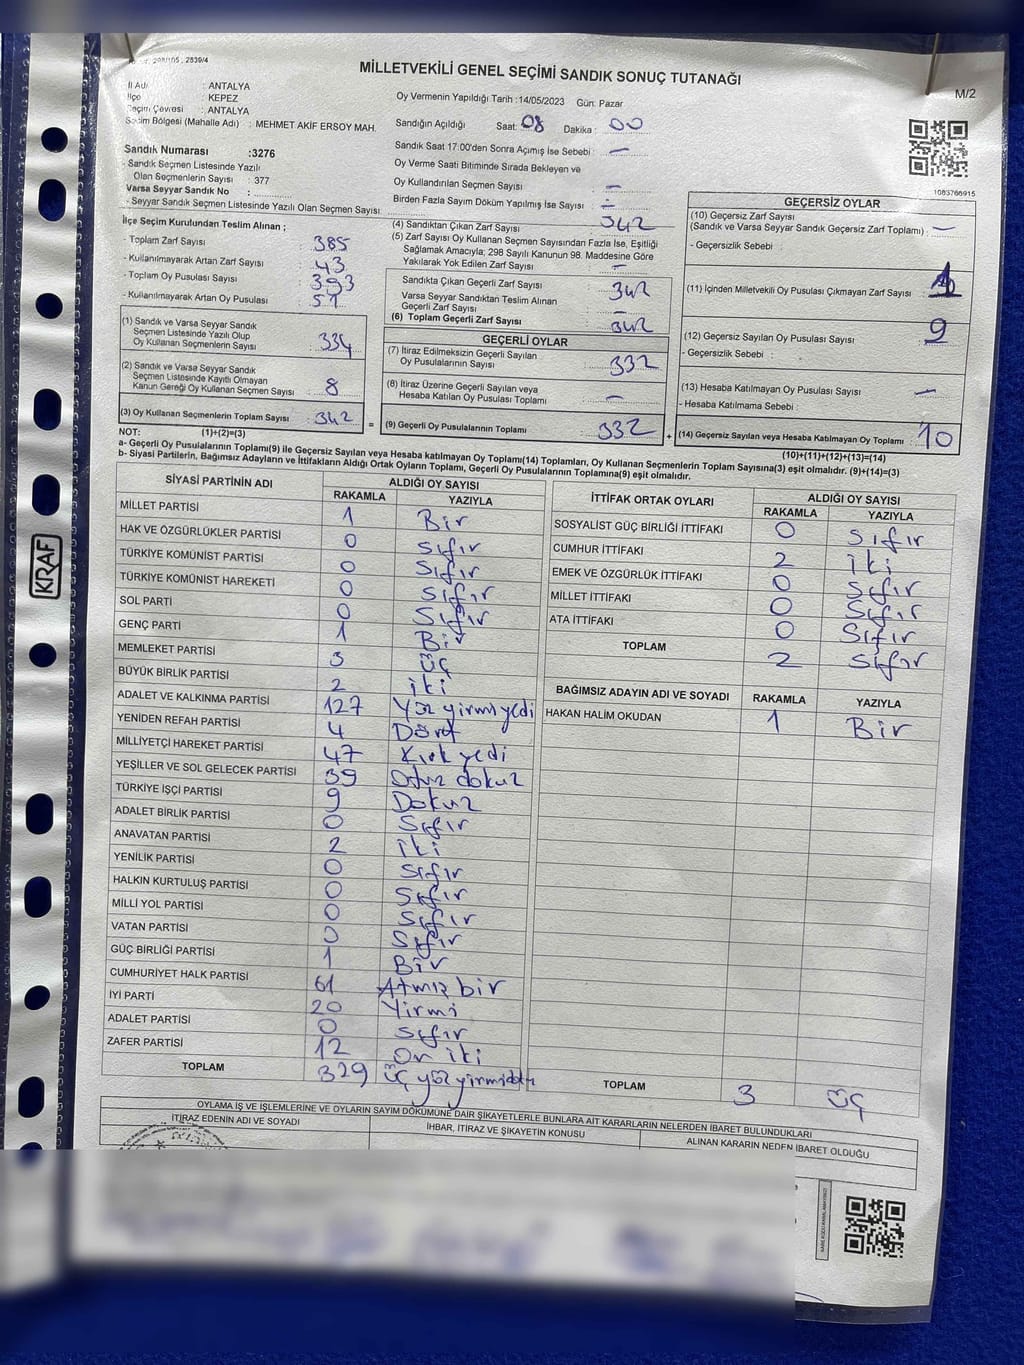 MİLLETVEKİLİ GENEL SEÇİMİ SANDIK SONUÇ TUTANAĞI
M/2
İl Adı : ANTALYA
İlçe : KEPEZ
Seçim Çevresi : ANTALYA
Seçim Bölgesi (Mahalle Adı) : MEHMET AKİF ERSOY MAH.
Oy Vermenin Yapıldığı Tarih : 14/05/2023 Gün: Pazar
Sandığın Açıldığı Saat: 08 Dakika : 00
Sandık Saat 17:00'den Sonra Açımış İse Sebebi : —
Oy Verme Saati Bitiminde Sırada Bekleyen ve
Oy Kullandırılan Seçmen Sayısı : —
Birden Fazla Sayım Döküm Yapılmış İse Sayısı : —
Sandık Numarası :3276
- Sandık Seçmen Listesinde Yazılı
Olan Seçmenlerin Sayısı : 377
Varsa Seyyar Sandık No :
- Seyyar Sandık Seçmen Listesinde Yazılı Olan Seçmen Sayısı:
1083766915
İlçe Seçim Kurulundan Teslim Alınan ;
- Toplam Zarf Sayısı : 385
- Kullanılmayarak Artan Zarf Sayısı : 43
- Toplam Oy Pusulası Sayısı : 393
- Kullanılmayarak Artan Oy Pusulası : 51
(1) Sandık ve Varsa Seyyar Sandık
Seçmen Listesinde Yazılı Olup
Oy Kullanan Seçmenlerin Sayısı : 334
(2) Sandık ve Varsa Seyyar Sandık
Seçmen Listesinde Kayıtlı Olmayan
Kanun Gereği Oy Kullanan Seçmen Sayısı : 8
(3) Oy Kullanan Seçmenlerin Toplam Sayısı : 342
(4) Sandıktan Çıkan Zarf Sayısı : 342
(5) Zarf Sayısı Oy Kullanan Seçmen Sayısından Fazla İse, Eşitliği
Sağlamak Amacıyla; 298 Sayılı Kanunun 98. Maddesine Göre
Yakılarak Yok Edilen Zarf Sayısı : —
Sandıkta Çıkan Geçerli Zarf Sayısı : 342
Varsa Seyyar Sandıktan Teslim Alınan
Geçerli Zarf Sayısı :
(6) Toplam Geçerli Zarf Sayısı : 342
GEÇERLİ OYLAR
(7) İtiraz Edilmeksizin Geçerli Sayılan
Oy Pusulalarının Sayısı : 332
(8) İtiraz Üzerine Geçerli Sayılan veya
Hesaba Katılan Oy Pusulası Toplamı : —
= (9) Geçerli Oy Pusulalarının Toplamı : 332
GEÇERSİZ OYLAR
(10) Geçersiz Zarf Sayısı
(Sandık ve Varsa Seyyar Sandık Geçersiz Zarf Toplamı) : —
- Geçersizlik Sebebi :
(11) İçinden Milletvekili Oy Pusulası Çıkmayan Zarf Sayısı : 1
(12) Geçersiz Sayılan Oy Pusulası Sayısı : 9
- Geçersizlik Sebebi :
(13) Hesaba Katılmayan Oy Pusulası Sayısı : —
- Hesaba Katılmama Sebebi :
+ (14) Geçersiz Sayılan veya Hesaba Katılmayan Oy Toplamı : 10
NOT: (1)+(2)=(3)
(10)+(11)+(12)+(13)=(14)
a- Geçerli Oy Pusulalarının Toplamı(9) ile Geçersiz Sayılan veya Hesaba katılmayan Oy Toplamı(14) Toplamları, Oy Kullanan Seçmenlerin Toplam Sayısına(3) eşit olmalıdır. (9)+(14)=(3)
b- Siyasi Partilerin, Bağımsız Adayların ve İttifakların Aldığı Ortak Oyların Toplamı, Geçerli Oy Pusulalarının Toplamına(9) eşit olmalıdır.
SİYASİ PARTİNİN ADI ALDIĞI OY SAYISI
RAKAMLA YAZIYLA
MİLLET PARTİSİ 1 Bir
HAK VE ÖZGÜRLÜKLER PARTİSİ 0 Sıfır
TÜRKİYE KOMÜNİST PARTİSİ 0 Sıfır
TÜRKİYE KOMÜNİST HAREKETİ 0 Sıfır
SOL PARTİ 0 Sıfır
GENÇ PARTİ 1 Bir
MEMLEKET PARTİSİ 3 Üç
BÜYÜK BİRLİK PARTİSİ 2 iki
ADALET VE KALKINMA PARTİSİ 127 Yüz yirmi yedi
YENİDEN REFAH PARTİSİ 4 Dört
MİLLİYETÇİ HAREKET PARTİSİ 47 Kırk yedi
YEŞİLLER VE SOL GELECEK PARTİSİ 39 Otuz dokuz
TÜRKİYE İŞÇİ PARTİSİ 9 Dokuz
ADALET BİRLİK PARTİSİ 0 Sıfır
ANAVATAN PARTİSİ 2 iki
YENİLİK PARTİSİ 0 Sıfır
HALKIN KURTULUŞ PARTİSİ 0 Sıfır
MİLLİ YOL PARTİSİ 0 Sıfır
VATAN PARTİSİ 0 Sıfır
GÜÇ BİRLİĞİ PARTİSİ 1 Bir
CUMHURİYET HALK PARTİSİ 61 Atmış bir
İYİ PARTİ 20 Yirmi
ADALET PARTİSİ 0 Sıfır
ZAFER PARTİSİ 12 On iki
TOPLAM 329 Üç yüz
İTTİFAK ORTAK OYLARI ALDIĞI OY SAYISI
RAKAMLA YAZIYLA
SOSYALİST GÜÇ BİRLİĞİ İTTİFAKI 0 Sıfır
CUMHUR İTTİFAKI 2 iki
EMEK VE ÖZGÜRLÜK İTTİFAKI 0 Sıfır
MİLLET İTTİFAKI 0 Sıfır
ATA İTTİFAKI 0 Sıfır
TOPLAM 2 Sıfır
BAĞIMSIZ ADAYIN ADI VE SOYADI RAKAMLA YAZIYLA
HAKAN HALİM OKUDAN 1 Bir
TOPLAM 3 Üç
OYLAMA İŞ VE İŞLEMLERİNE VE OYLARIN SAYIM DÖKÜMÜNE DAİR ŞİKAYETLERLE BUNLARA AİT KARARLARIN NELERDEN İBARET BULUNDUKLARI
İTİRAZ EDENİN ADI VE SOYADI İHBAR, İTİRAZ VE ŞİKAYETİN KONUSU ALINAN KARARIN NEDEN İBARET OLDUĞU
KRAF